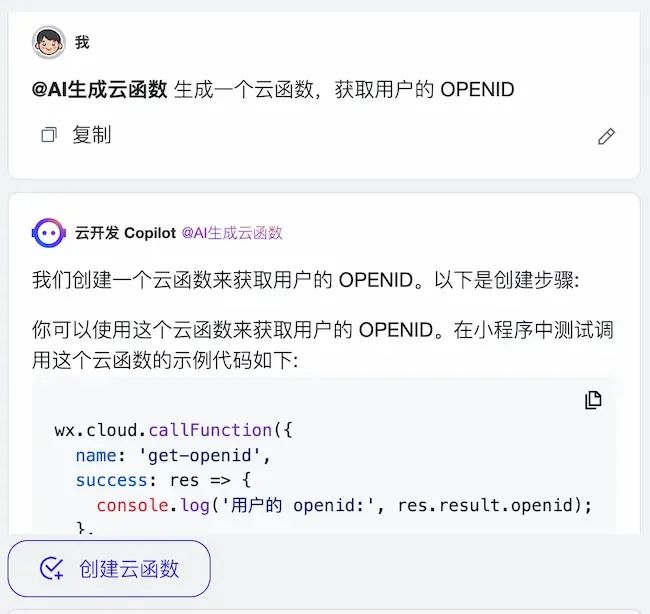 我
@AI生成云函数 生成一个云函数，获取用户的 OPENID
复制
云开发 Copilot @AI生成云函数
我们创建一个云函数来获取用户的 OPENID。以下是创建步骤:
你可以使用这个云函数来获取用户的 OPENID。在小程序中测试调
用这个云函数的示例代码如下:
wx.cloud.callFunction({
  name: 'get-openid',
  success: res => {
    console.log('用户的 openid:', res.result.openid);
  },
创建云函数